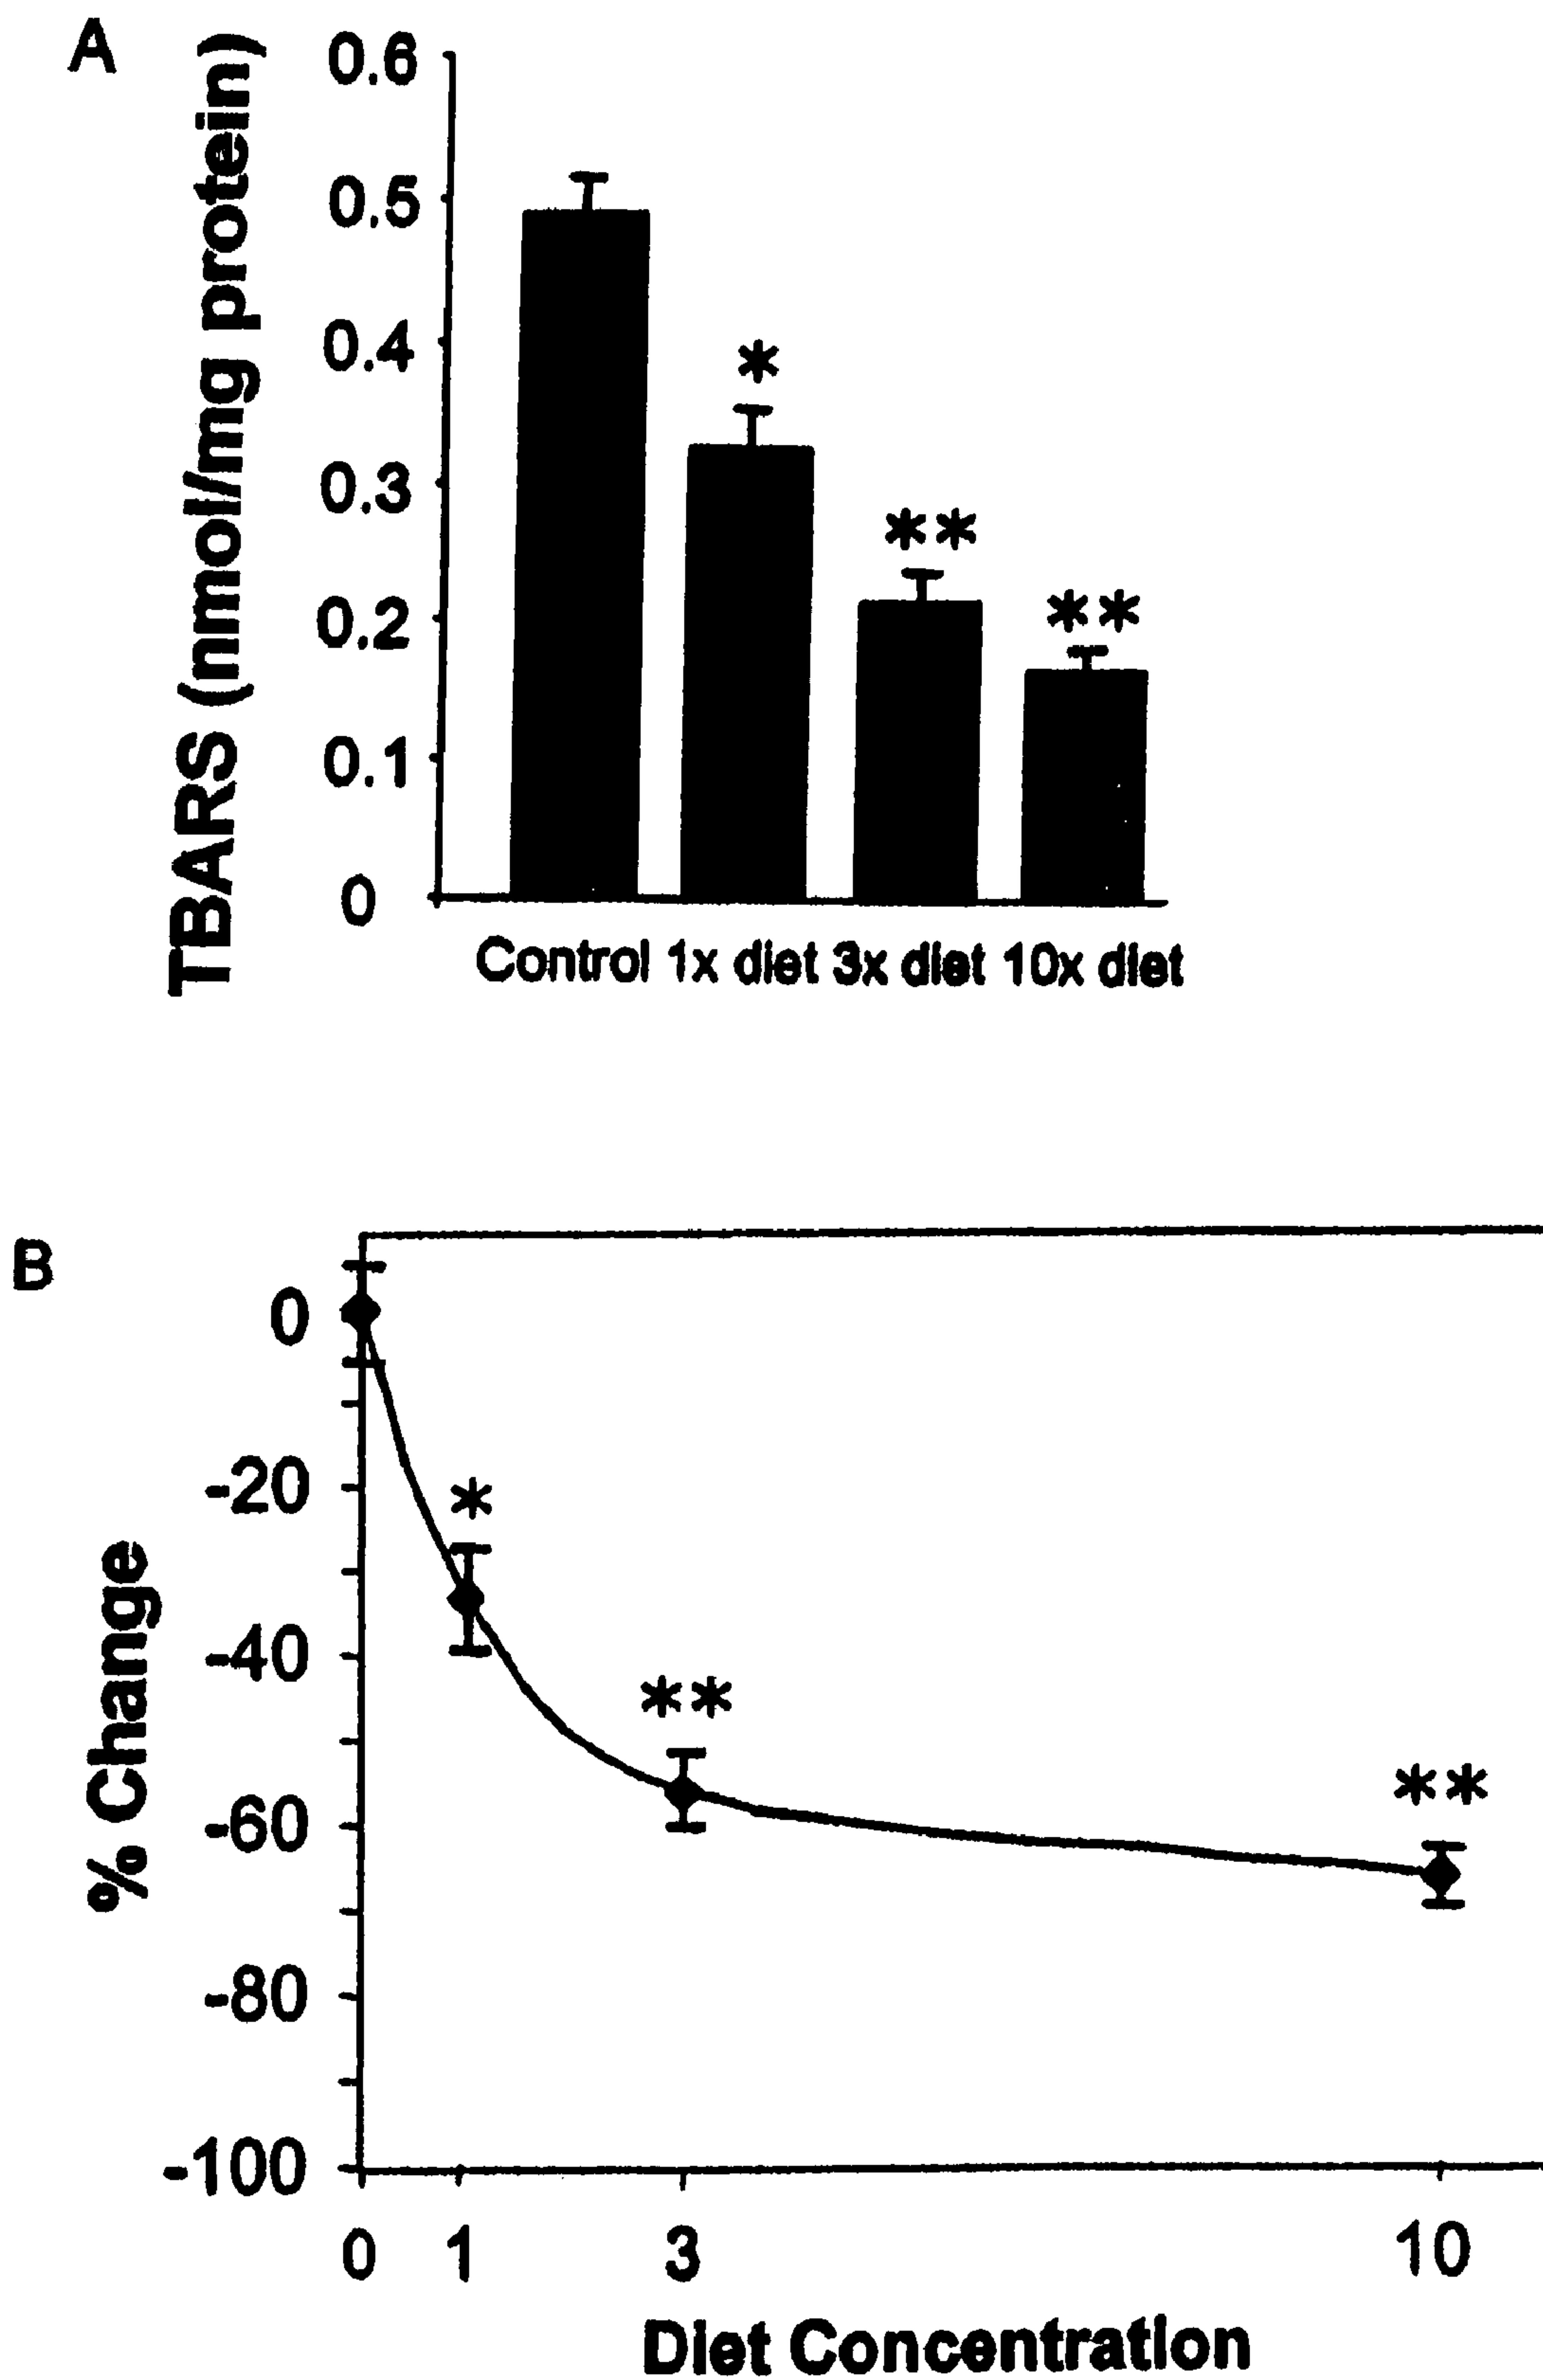 A
TBARS (nmol/mg protein)
0.6
0.5
0.4
0.3
0.2
0.1
0
*
**
**
Control 1x diet 3x diet 10x diet
B
% Change
0
-20
-40
-60
-80
-100
*
**
**
0 1 3 10
Diet Concentration